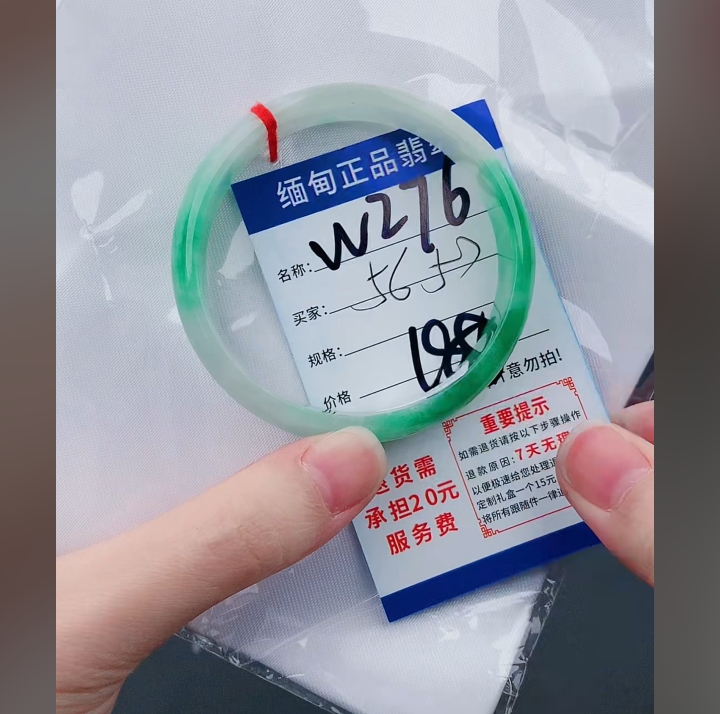 缅甸正品翡
名称: W276
买家: 56 52
规格:
价格 198
意勿拍!
重要提示
如需退货请按以下步骤操作
退款原因:7天无理
以便极速给您处理退
定制礼盒一个15元
将所有跟随件一律退
退货需
承担20元
服务费